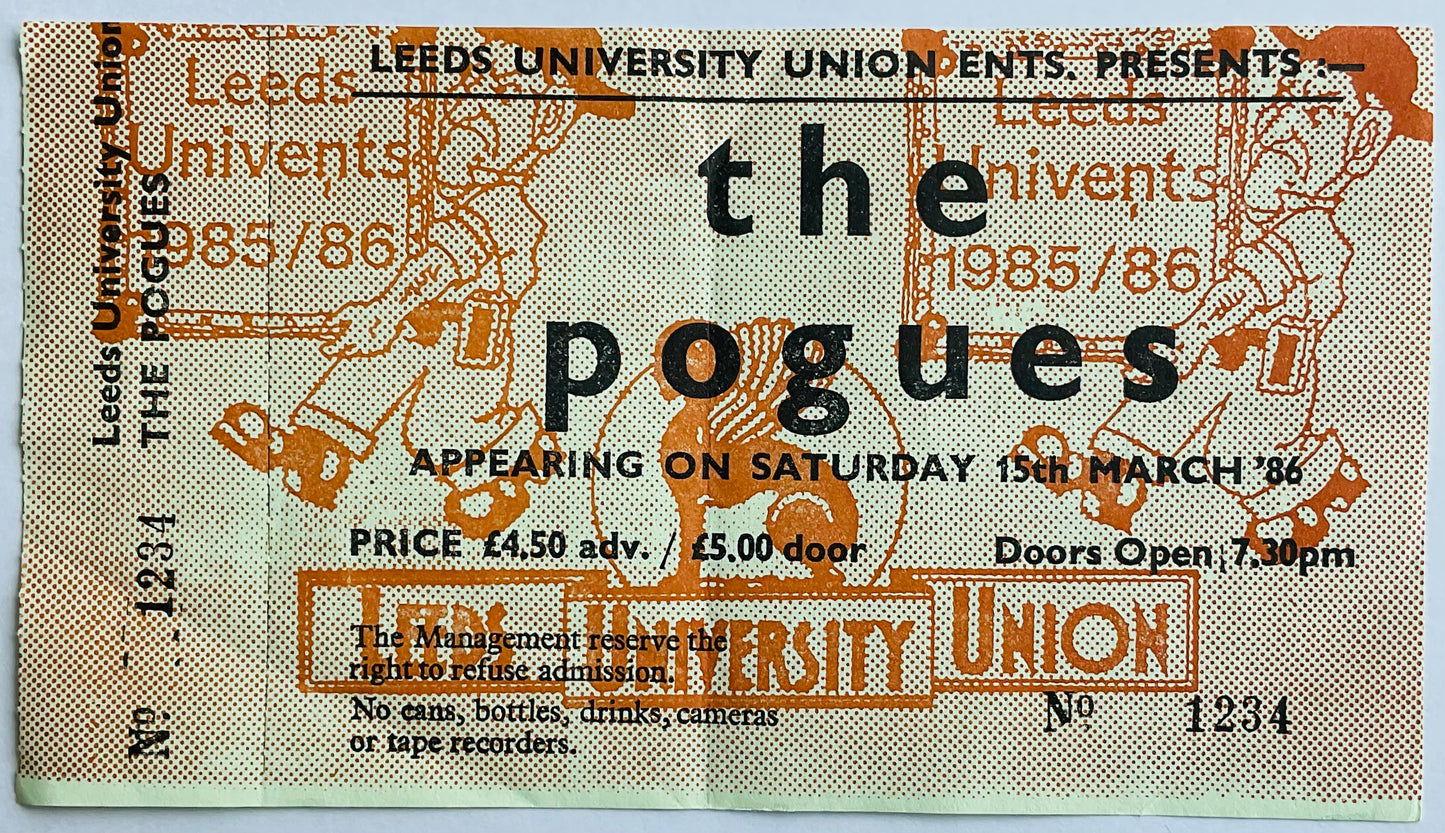 Leeds University Union
THE POGUES
Nº. 1234
LEEDS UNIVERSITY UNION ENTS. PRESENTS :—
the
pogues
APPEARING ON SATURDAY 15th MARCH '86
PRICE £4.50 adv. / £5.00 door
Doors Open 7.30pm
The Management reserve the
right to refuse admission.
No cans, bottles, drinks, cameras
or tape recorders.
Nº 1234
Leeds
Univents
1985/86
Leeds
Univents
1985/86
LEEDS UNIVERSITY UNION